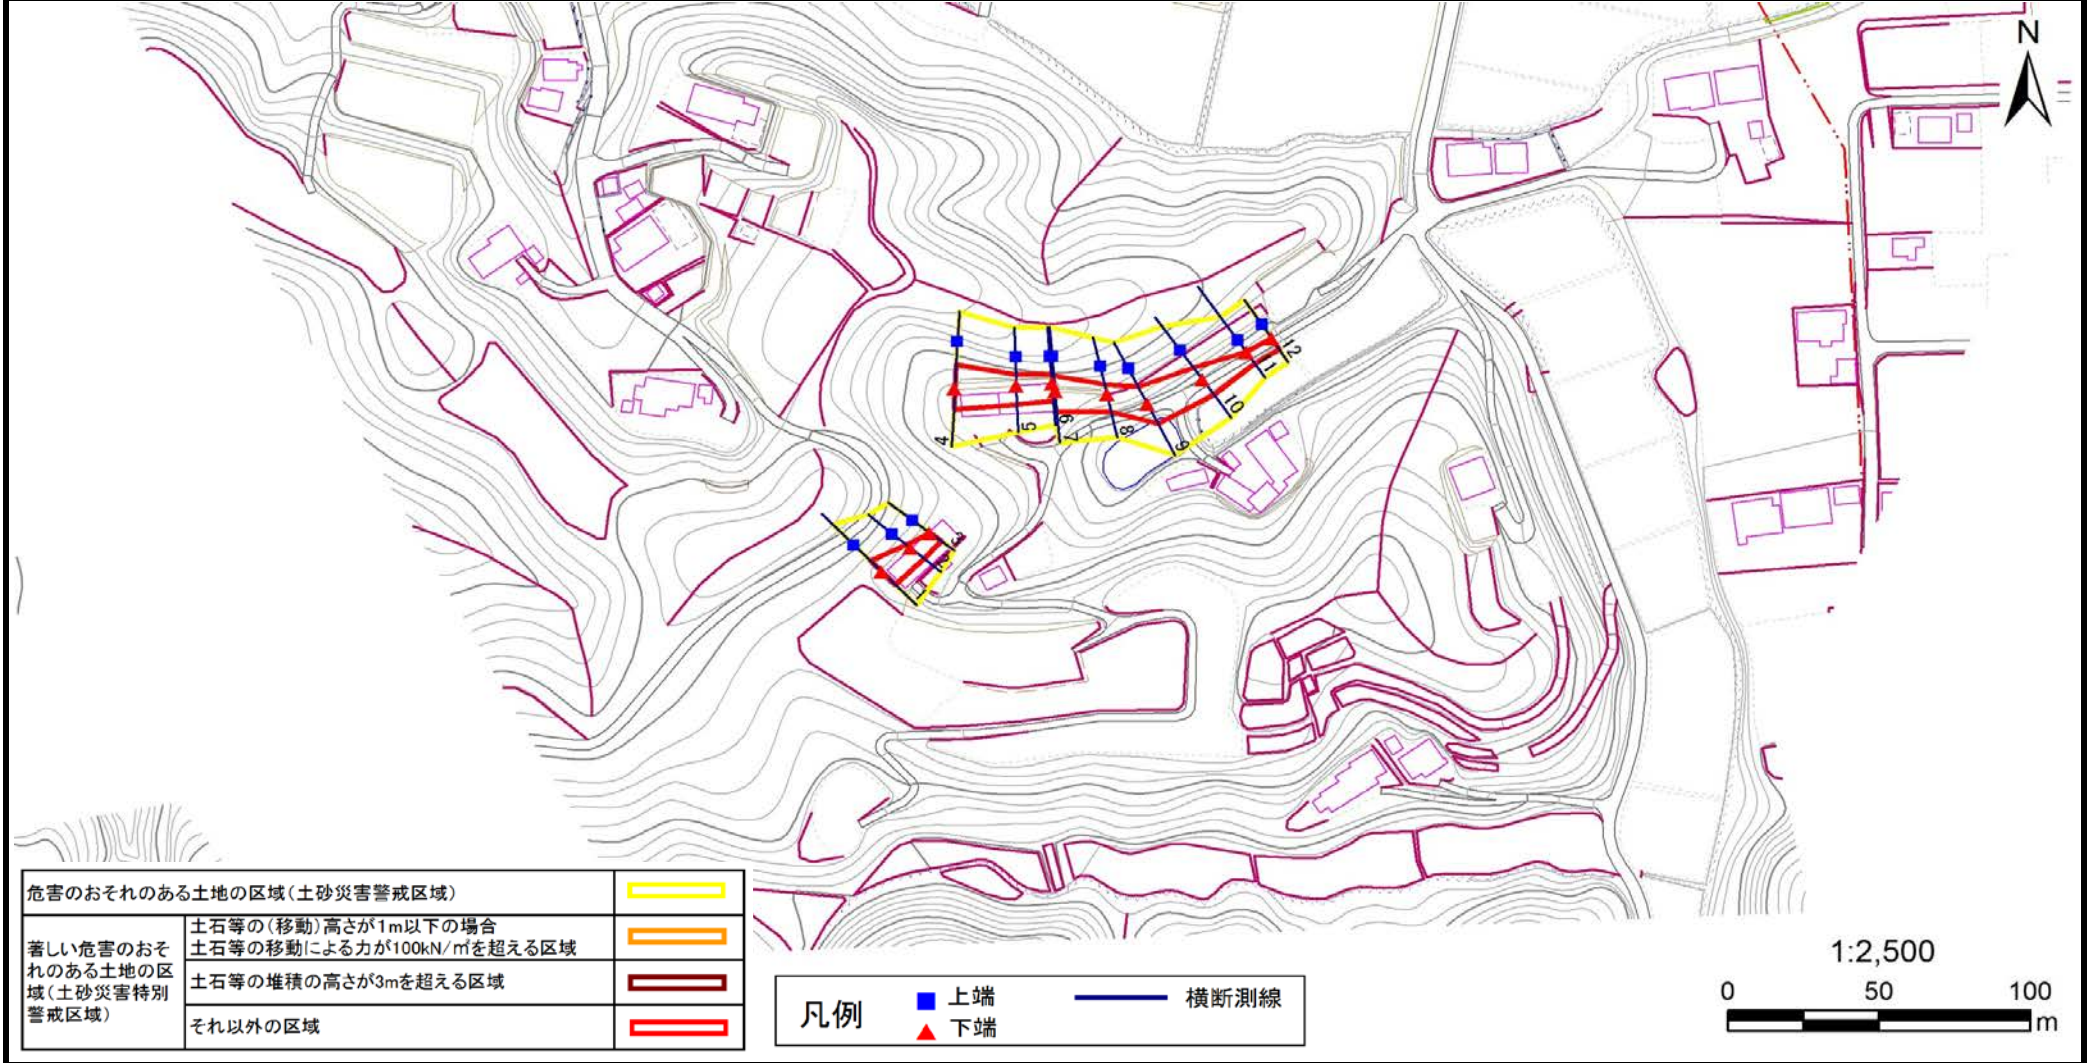 N
12
11
10
4
5
6
7
8
9
3
2
危害のおそれのある土地の区域(土砂災害警戒区域)
著しい危害のおそ
れのある土地の区
域(土砂災害特別
警戒区域)
土石等の(移動)高さが1m以下の場合
土石等の移動による力が100kN/㎡を超える区域
土石等の堆積の高さが3mを超える区域
それ以外の区域
凡例
上端
下端
横断測線
1:2,500
0 50 100
m